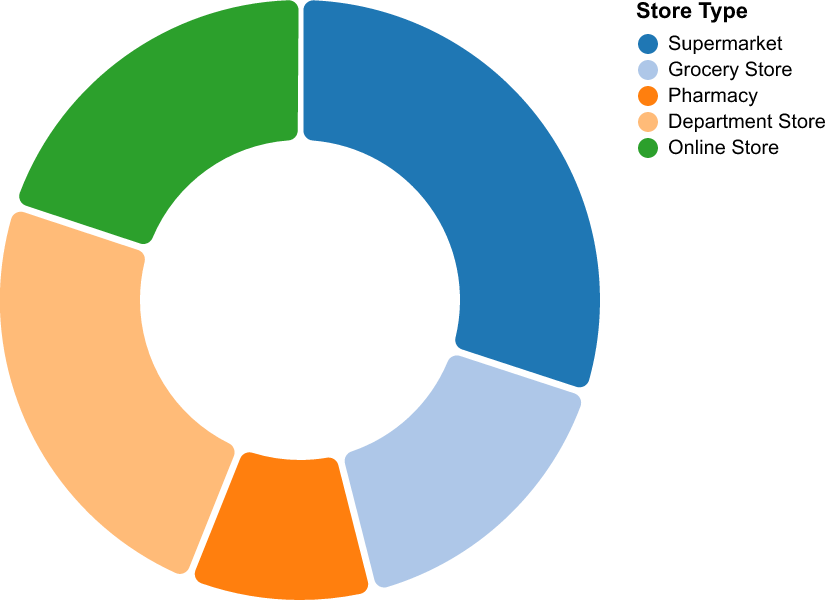 Store Type
Supermarket
Grocery Store
Pharmacy
Department Store
Online Store